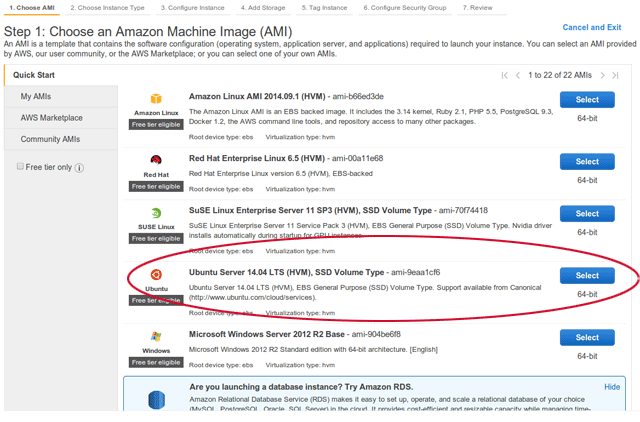 1. Choose AMI 2. Choose Instance Type 3. Configure Instance 4. Add Storage 5. Tag Instance 6. Configure Security Group 7. Review
Step 1: Choose an Amazon Machine Image (AMI)
Cancel and Exit
An AMI is a template that contains the software configuration (operating system, application server, and applications) required to launch your instance. You can select an AMI provided
by AWS, our user community, or the AWS Marketplace; or you can select one of your own AMIs.
Quick Start
My AMIs
AWS Marketplace
Community AMIs
Free tier only
1 to 22 of 22 AMIs
Amazon Linux
Free tier eligible
Amazon Linux AMI 2014.09.1 (HVM) - ami-b66ed3de
The Amazon Linux AMI is an EBS backed image. It includes the 3.14 kernel, Ruby 2.1, PHP 5.5, PostgreSQL 9.3,
Docker 1.2, the AWS command line tools, and repository access to many other packages.
Root device type: ebs Virtualization type: hvm
Select
64-bit
Red Hat
Free tier eligible
Red Hat Enterprise Linux 6.5 (HVM) - ami-00a11e68
Red Hat Enterprise Linux version 6.5 (HVM), EBS-backed
Root device type: ebs Virtualization type: hvm
Select
64-bit
SUSE Linux
Free tier eligible
SuSE Linux Enterprise Server 11 SP3 (HVM), SSD Volume Type - ami-70f74418
SuSE Linux Enterprise Server 11 Service Pack 3 (HVM), EBS General Purpose (SSD) Volume Type. Nvidia driver
installs automatically during startup for GPU instances.
Root device type: ebs Virtualization type: hvm
Select
64-bit
Ubuntu
Free tier eligible
Ubuntu Server 14.04 LTS (HVM), SSD Volume Type - ami-9eaa1cf6
Ubuntu Server 14.04 LTS (HVM), EBS General Purpose (SSD) Volume Type. Support available from Canonical
(http://www.ubuntu.com/cloud/services).
Root device type: ebs Virtualization type: hvm
Select
64-bit
Windows
Free tier eligible
Microsoft Windows Server 2012 R2 Base - ami-904be6f8
Microsoft Windows 2012 R2 Standard edition with 64-bit architecture. [English]
Root device type: ebs Virtualization type: hvm
Select
64-bit
Are you launching a database instance? Try Amazon RDS.
Hide
Amazon Relational Database Service (RDS) makes it easy to set up, operate, and scale a relational database of your choice
(MySQL, PostgreSQL, Oracle, SQL Server) in the cloud. It provides cost-efficient and resizable capacity while managing time-